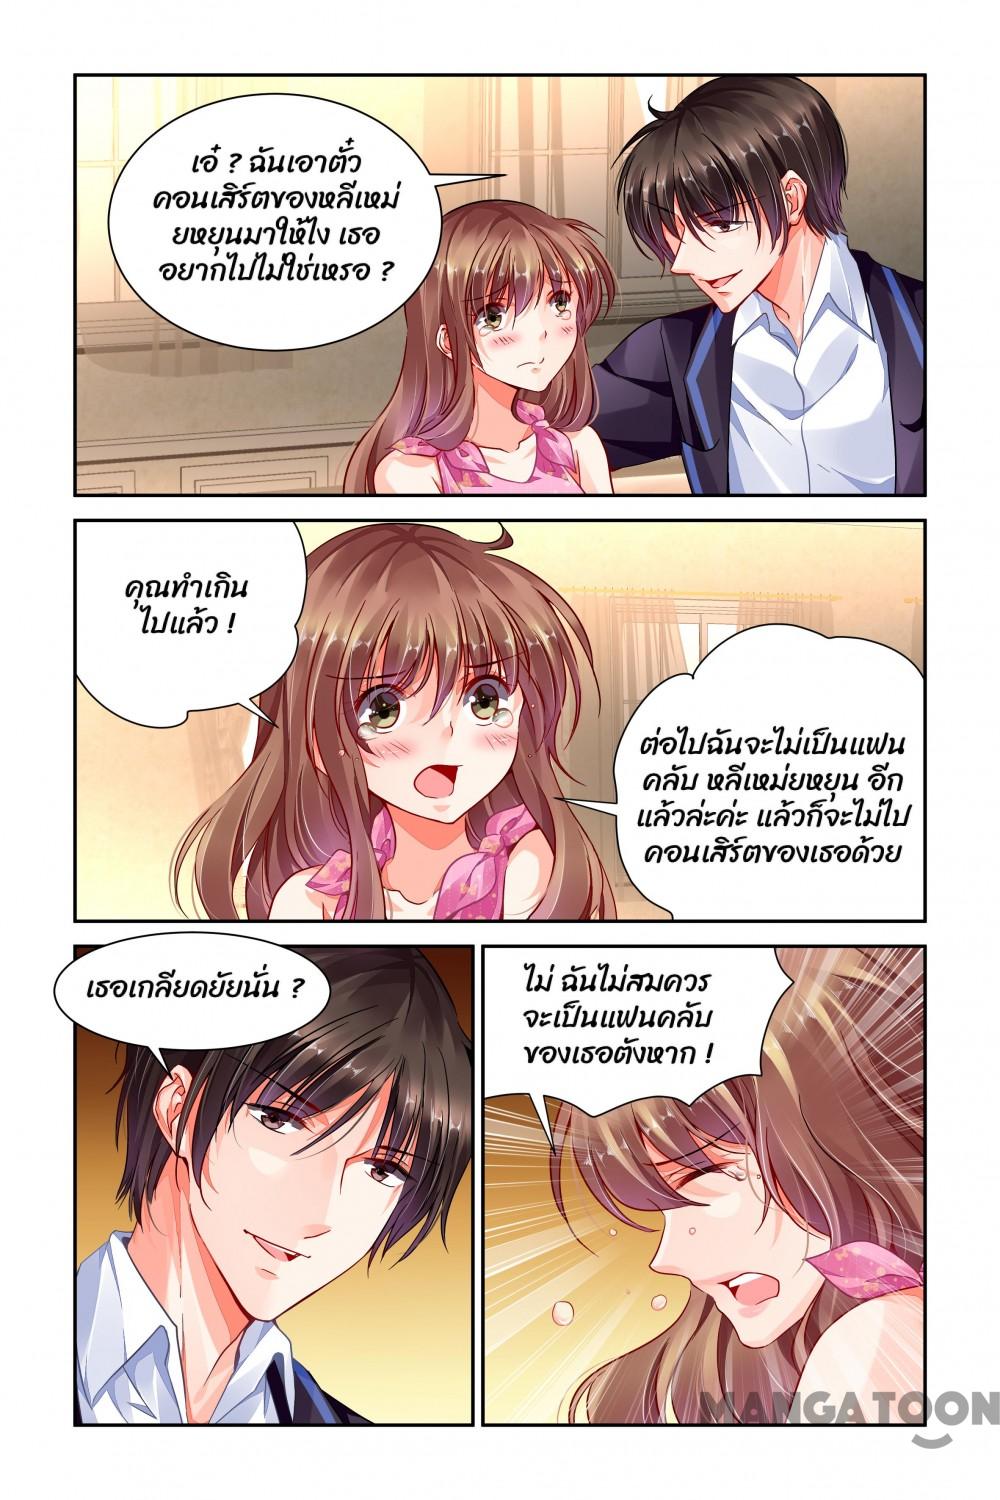 เอ๋ ? ฉันเอาตั๋ว
คอนเสิร์ตของหลีเหม่
ยหยุนมาให้ไง เธอ
อยากไปไม่ใช่เหรอ ?
คุณทำเกิน
ไปแล้ว !
ต่อไปฉันจะไม่เป็นแฟน
คลับ หลีเหม่ยหยุน อีก
แล้วล่ะค่ะ แล้วก็จะไม่ไป
คอนเสิร์ตของเธอด้วย
เธอเกลียดยัยนั่น ?
ไม่ ฉันไม่สมควร
จะเป็นแฟนคลับ
ของเธอตังหาก !
MANGATOON